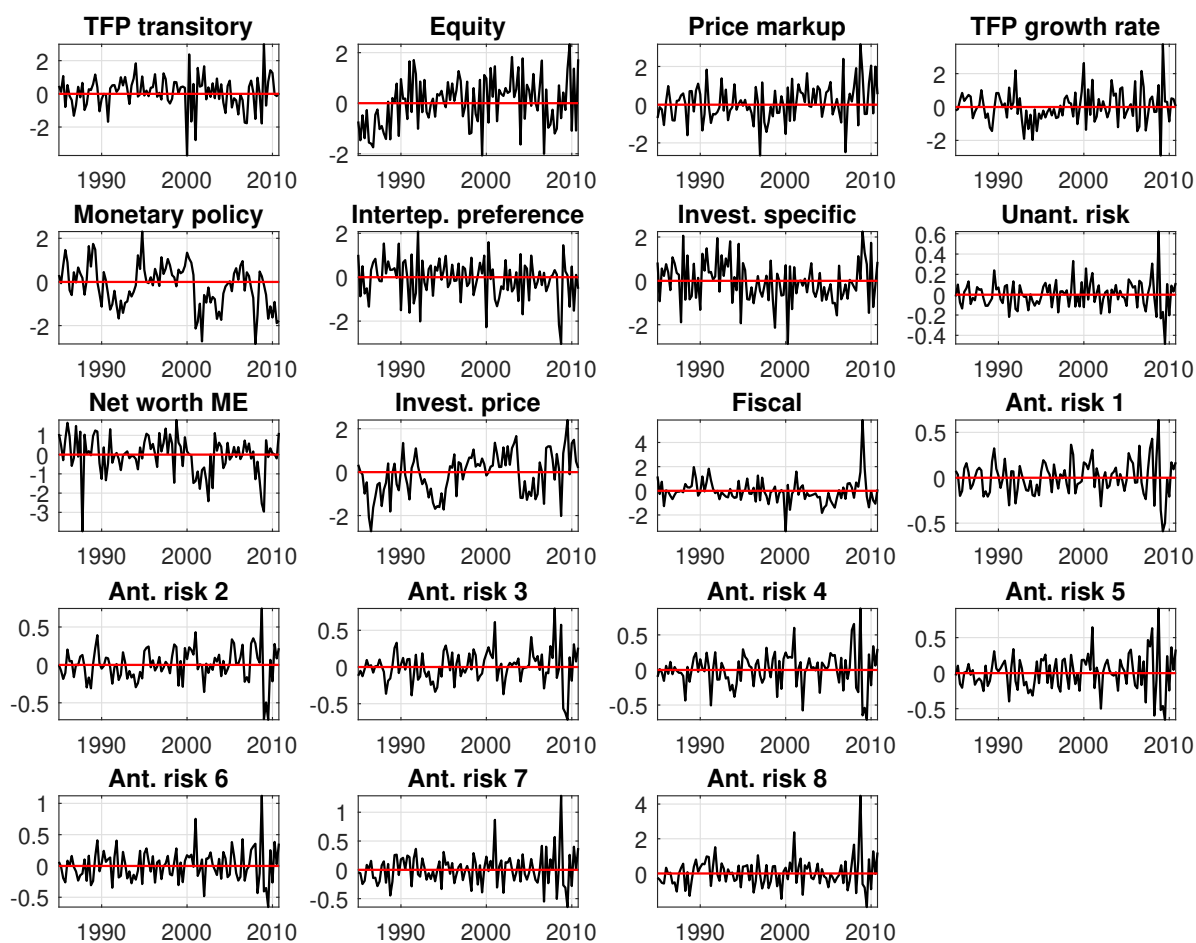 TFP transitory Equity Price markup TFP growth rate
2 2 2 2
0 0 0 0
-2 -2 -2 -2
1990 2000 2010 1990 2000 2010 1990 2000 2010 1990 2000 2010
Monetary policy Intertep. preference Invest. specific Unant. risk
2 2 2 0.6
0.4
0.2
0 0 0 0
-0.2
-2 -2 -2 -0.4
1990 2000 2010 1990 2000 2010 1990 2000 2010 1990 2000 2010
Net worth ME Invest. price Fiscal Ant. risk 1
1 2 4 0.5
0 0 2 0
-1 -2 0 -0.5
-2 -2
-3
1990 2000 2010 1990 2000 2010 1990 2000 2010 1990 2000 2010
Ant. risk 2 Ant. risk 3 Ant. risk 4 Ant. risk 5
0.5 0.5 0.5 0.5
0 0 0 0
-0.5 -0.5 -0.5 -0.5
1990 2000 2010 1990 2000 2010 1990 2000 2010 1990 2000 2010
Ant. risk 6 Ant. risk 7 Ant. risk 8
1 1 4
0.5 0.5 2
0 0 0
-0.5 -0.5
1990 2000 2010 1990 2000 2010 1990 2000 2010